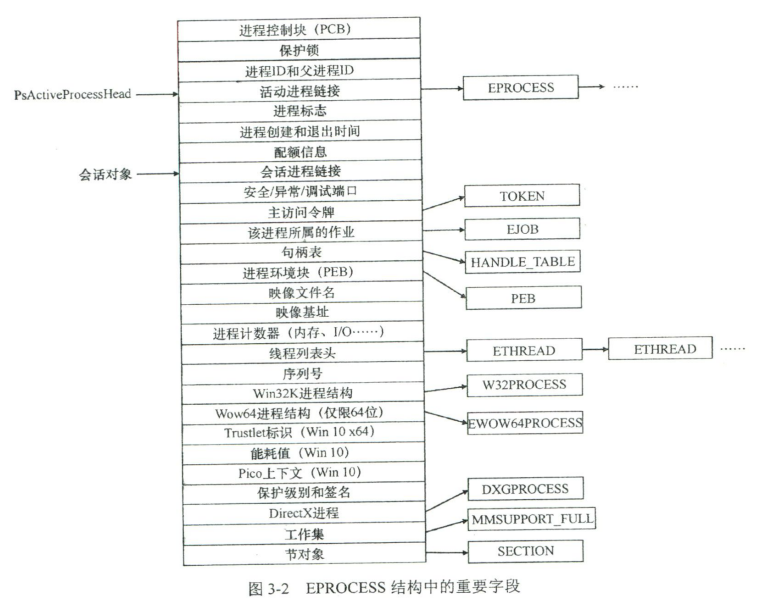 进程控制块（PCB）
保护锁
进程ID和父进程ID
PsActiveProcessHead
活动进程链接
EPROCESS
……
进程标志
进程创建和退出时间
配额信息
会话对象
会话进程链接
安全/异常/调试端口
主访问令牌
TOKEN
该进程所属的作业
EJOB
句柄表
HANDLE_TABLE
进程环境块（PEB）
PEB
映像文件名
映像基址
进程计数器（内存、I/O……）
线程列表头
ETHREAD
ETHREAD
……
序列号
Win32K进程结构
W32PROCESS
Wow64进程结构（仅限64位）
EWOW64PROCESS
Trustlet标识（Win 10 x64）
能耗值（Win 10）
Pico上下文（Win 10）
保护级别和签名
DirectX进程
DXGPROCESS
工作集
MMSUPPORT_FULL
节对象
SECTION
图 3-2 EPROCESS 结构中的重要字段